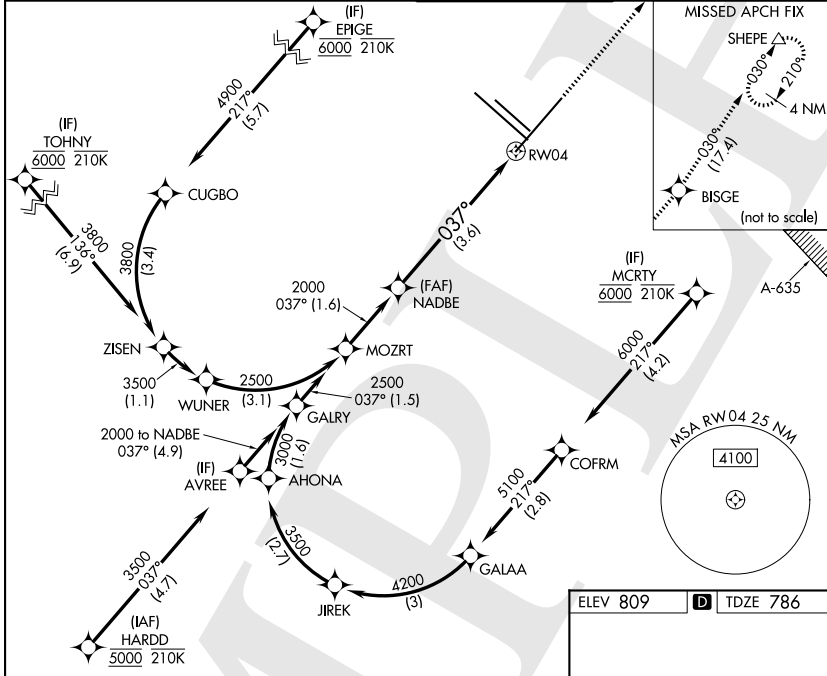 (IF)
EPIGE
6000 210K
4900
217°
(5.7)
(IF)
TOHNY
6000 210K
3800
136°
(6.9)
CUGBO
3800
(3.4)
ZISEN
3500
(1.1)
WUNER
2500
(3.1)
MOZRT
2000
037° (1.6)
(FAF)
NADBE
037°
(3.6)
RW04
2500
037° (1.5)
GALRY
2000 to NADBE
037° (4.9)
(IF)
AVREE
3000
(1.6)
AHONA
3500
(2.7)
JIREK
4200
(3)
GALAA
5100
217°
(2.8)
COFRM
6000
217°
(4.2)
(IF)
MCRTY
6000 210K
3500
037°
(4.7)
(IAF)
HARDD
5000 210K
MISSED APCH FIX
SHEPE
030°
210°
4 NM
030°
(17.4)
BISGE
(not to scale)
A-635
MSA RW04 25 NM
4100
ELEV 809 D TDZE 786